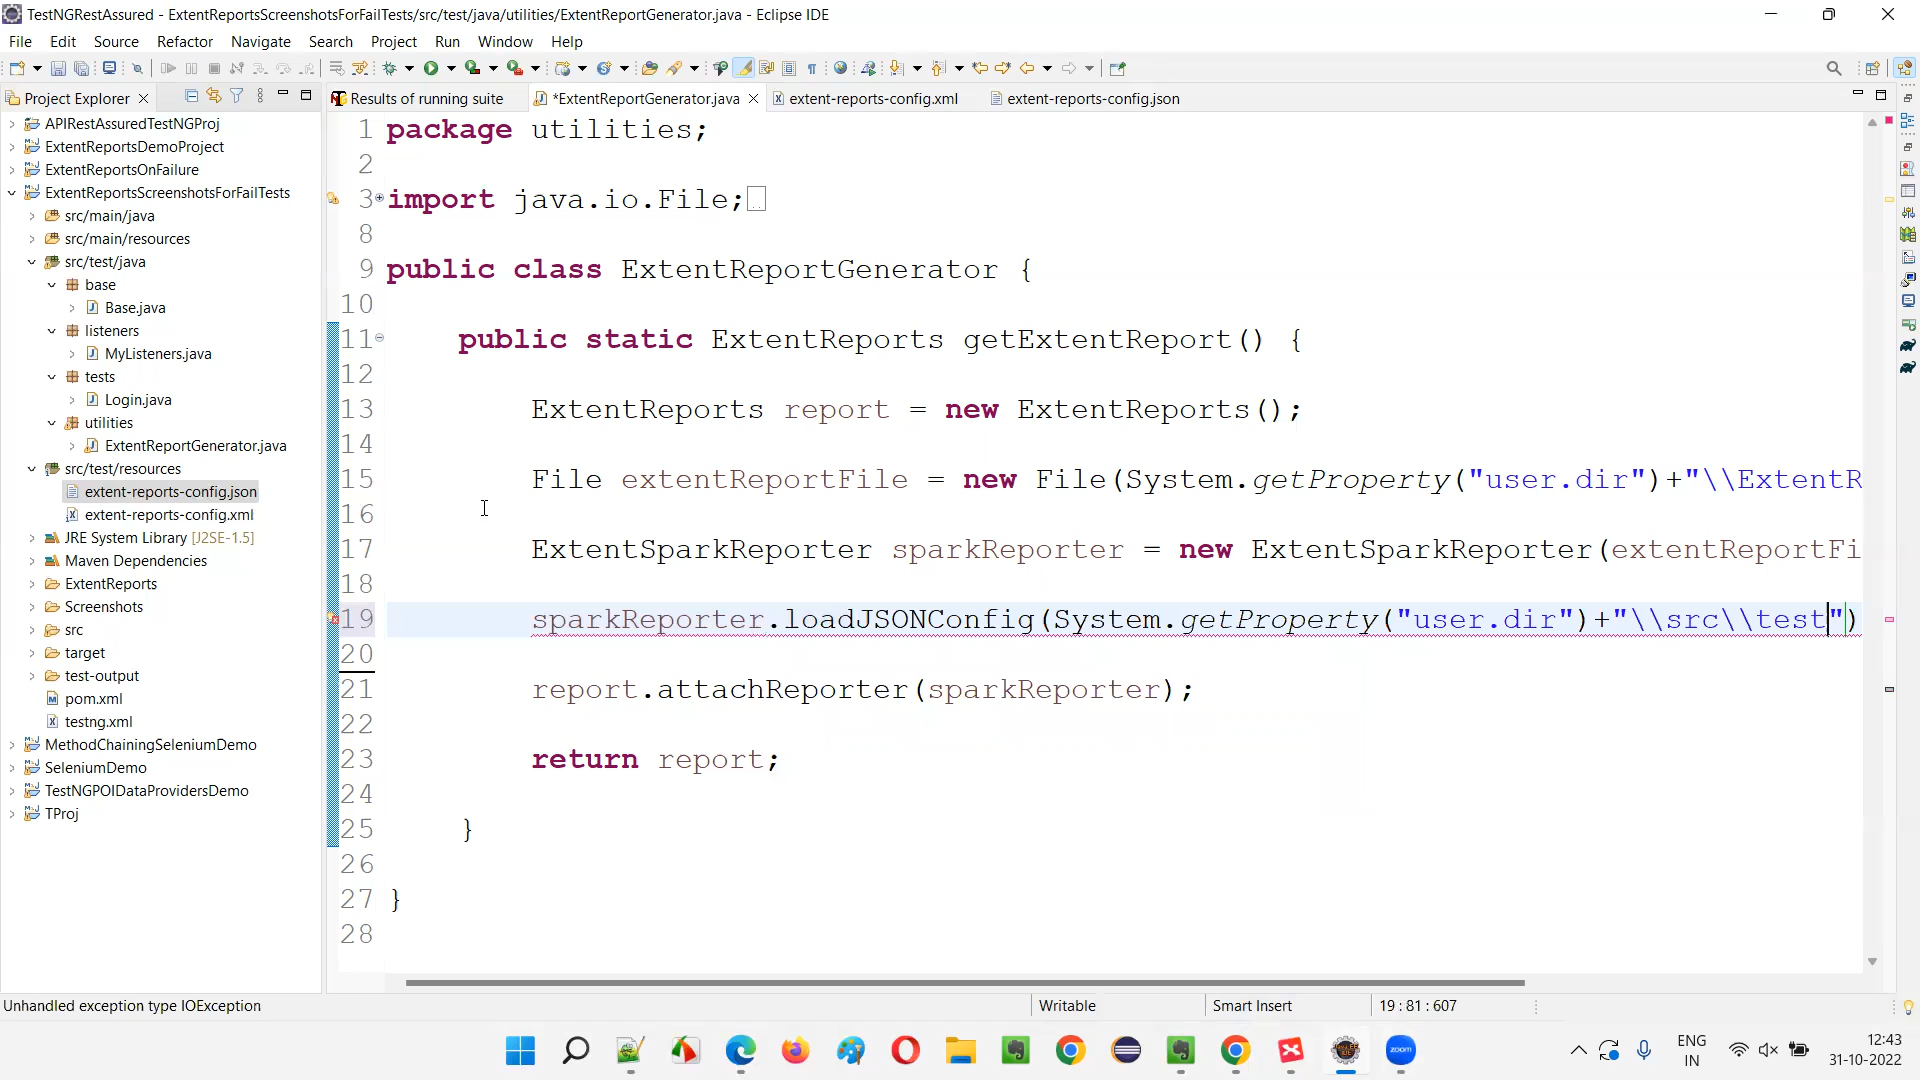 TestNGRestAssured - ExtentReportsScreenshotsForFailTests/src/test/java/utilities/ExtentReportGenerator.java - Eclipse IDE
File Edit Source Refactor Navigate Search Project Run Window Help
Project Explorer
Results of running suite
*ExtentReportGenerator.java
extent-reports-config.xml
extent-reports-config.json
APIRestAssuredTestNGProj
ExtentReportsDemoProject
ExtentReportsOnFailure
ExtentReportsScreenshotsForFailTests
src/main/java
src/main/resources
src/test/java
base
Base.java
listeners
MyListeners.java
tests
Login.java
utilities
ExtentReportGenerator.java
src/test/resources
extent-reports-config.json
extent-reports-config.xml
JRE System Library [J2SE-1.5]
Maven Dependencies
ExtentReports
Screenshots
src
target
test-output
pom.xml
testng.xml
MethodChainingSeleniumDemo
SeleniumDemo
TestNGPOIDataProvidersDemo
TProj
1 package utilities;
2
3 import java.io.File;
8
9 public class ExtentReportGenerator {
10
11 public static ExtentReports getExtentReport() {
12
13 ExtentReports report = new ExtentReports();
14
15 File extentReportFile = new File(System.getProperty("user.dir")+"\\ExtentR
16
17 ExtentSparkReporter sparkReporter = new ExtentSparkReporter(extentReportFi
18
19 sparkReporter.loadJSONConfig(System.getProperty("user.dir")+"\\src\\test")
20
21 report.attachReporter(sparkReporter);
22
23 return report;
24
25 }
26
27 }
28
Unhandled exception type IOException
Writable
Smart Insert
19 : 81 : 607
zoom
ENG
IN
12:43
31-10-2022